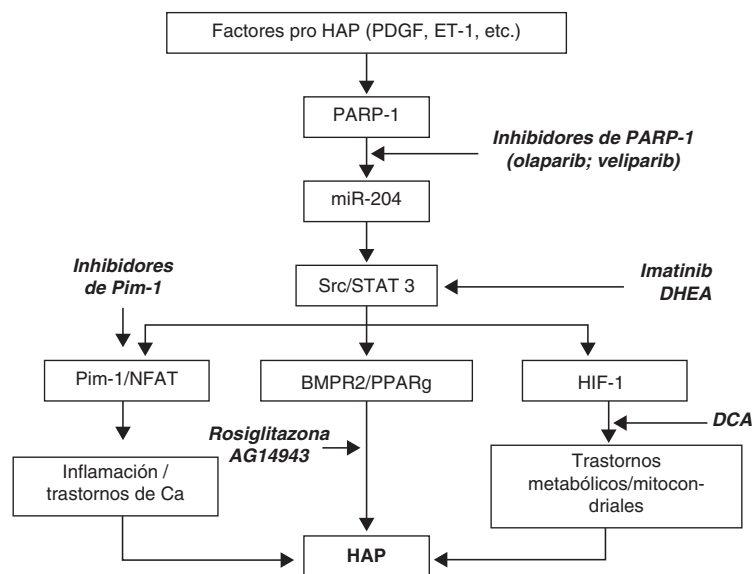 Factores pro HAP (PDGF, ET-1, etc.)
PARP-1
Inhibidores de PARP-1
(olaparib; veliparib)
miR-204
Inhibidores
de Pim-1
Src/STAT 3
Imatinib
DHEA
Pim-1/NFAT
BMPR2/PPARg
HIF-1
Rosiglitazona
AG14943
DCA
Inflamación /
trastornos de Ca
Trastornos
metabólicos/mitocon-
driales
HAP